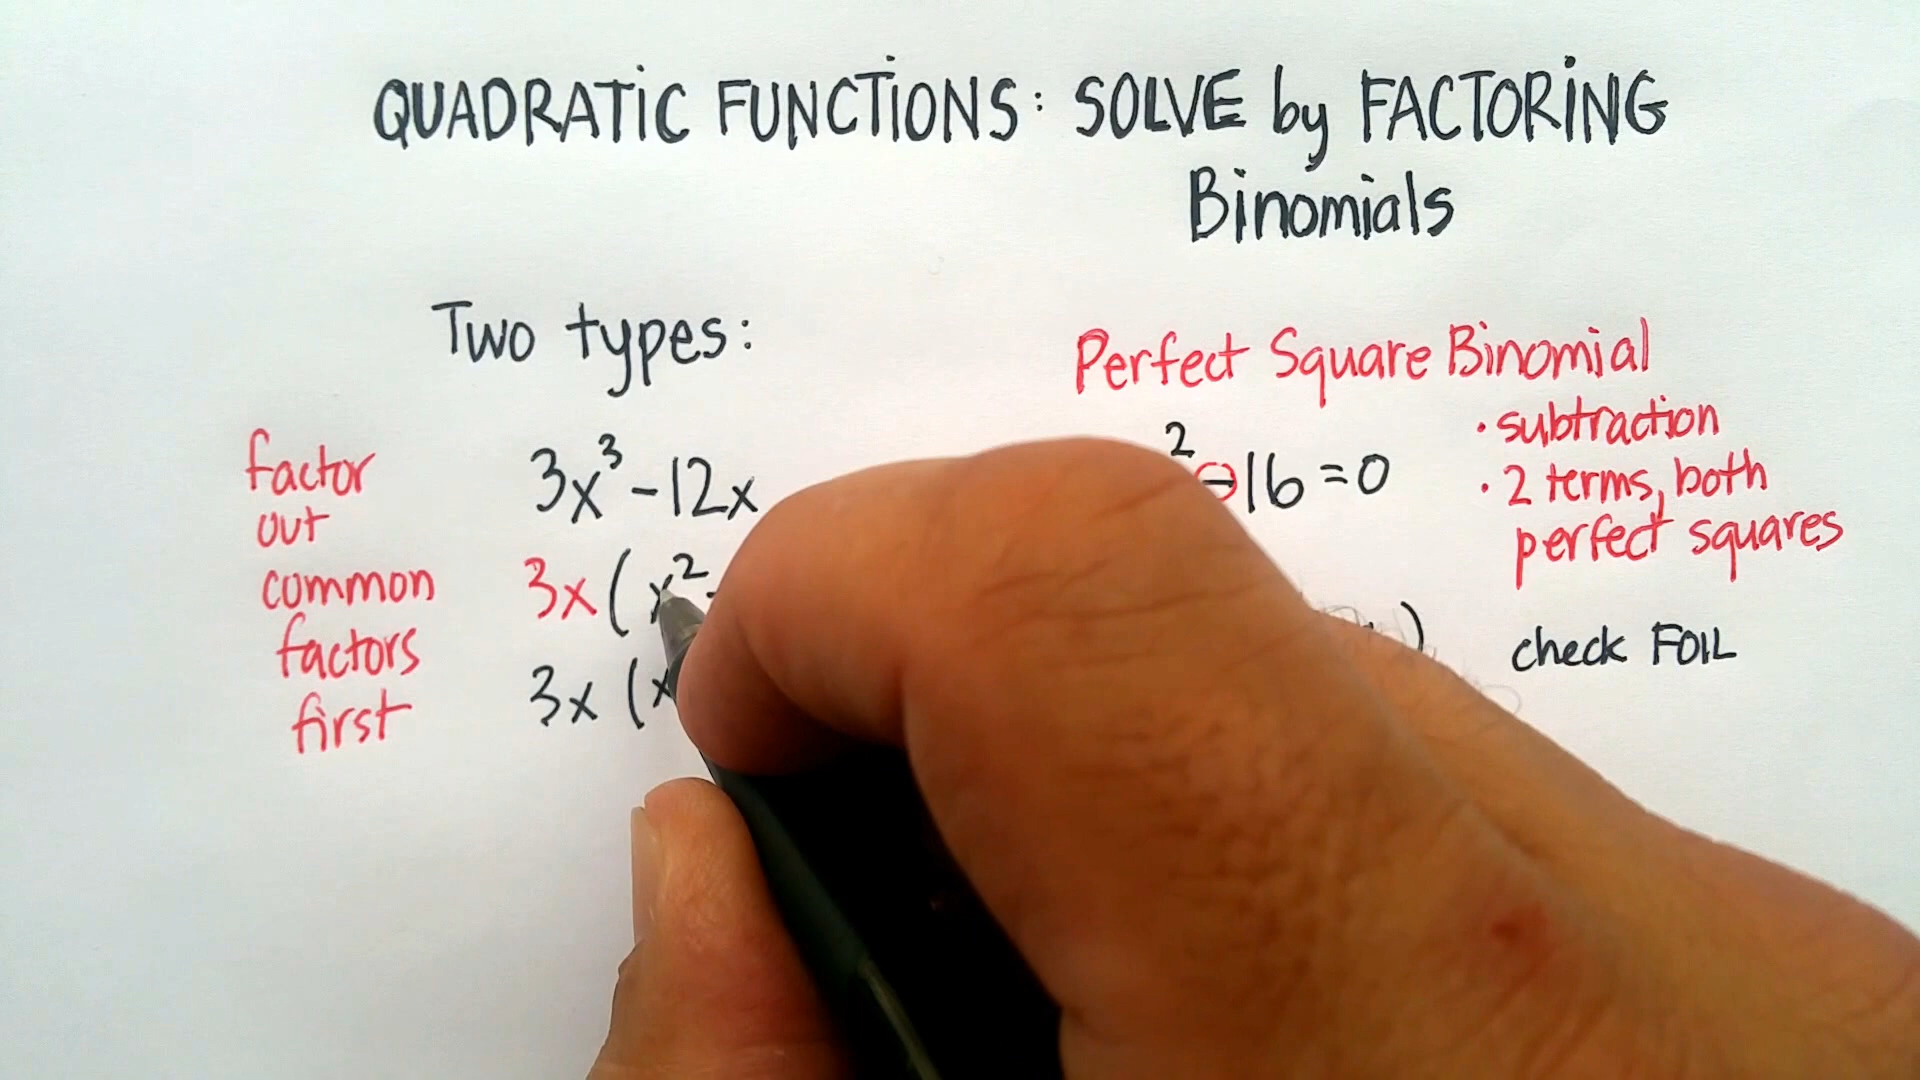 QUADRATIC FUNCTIONS: SOLVE by FACTORING
Binomials
Two types:
factor
out
common
factors
first
3x³ - 12x
3x (x²
3x (x
Perfect Square Binomial
² - 16 = 0
)
• subtraction
• 2 terms, both
perfect squares
check FOIL